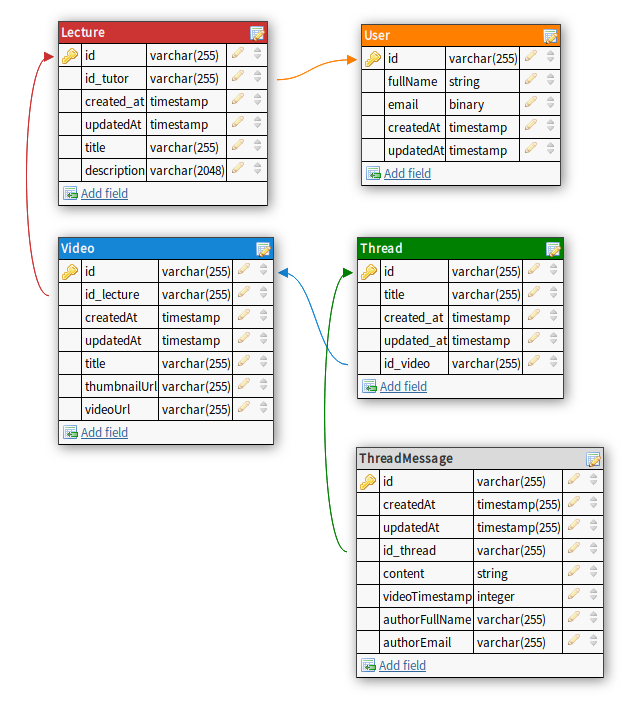 Lecture
id varchar(255)
id_tutor varchar(255)
created_at timestamp
updatedAt timestamp
title varchar(255)
description varchar(2048)
Add field
User
id varchar(255)
fullName string
email binary
createdAt timestamp
updatedAt timestamp
Add field
Video
id varchar(255)
id_lecture varchar(255)
createdAt timestamp
updatedAt timestamp
title varchar(255)
thumbnailUrl varchar(255)
videoUrl varchar(255)
Add field
Thread
id varchar(255)
title varchar(255)
created_at timestamp
updated_at timestamp
id_video varchar(255)
Add field
ThreadMessage
id varchar(255)
createdAt timestamp(255)
updatedAt timestamp(255)
id_thread varchar(255)
content string
videoTimestamp integer
authorFullName varchar(255)
authorEmail varchar(255)
Add field